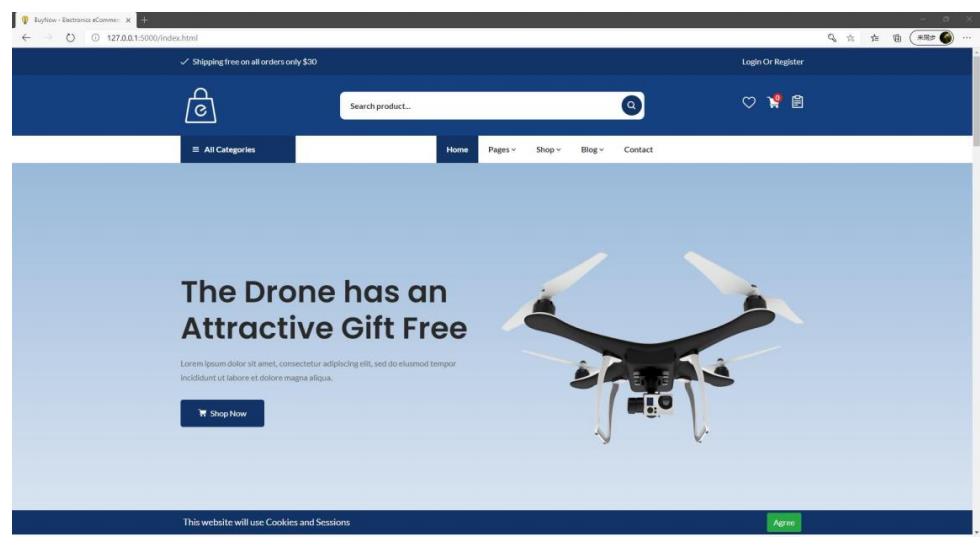 BuyNow - Electronics eCommer
127.0.0.1:5000/index.html
未同步
Shipping free on all orders only $30
Login Or Register
e
Search product...
0
All Categories
Home
Pages
Shop
Blog
Contact
The Drone has an
Attractive Gift Free
Lorem ipsum dolor sit amet, consectetur adipiscing elit, sed do eiusmod tempor
incididunt ut labore et dolore magna aliqua.
Shop Now
This website will use Cookies and Sessions
Agree